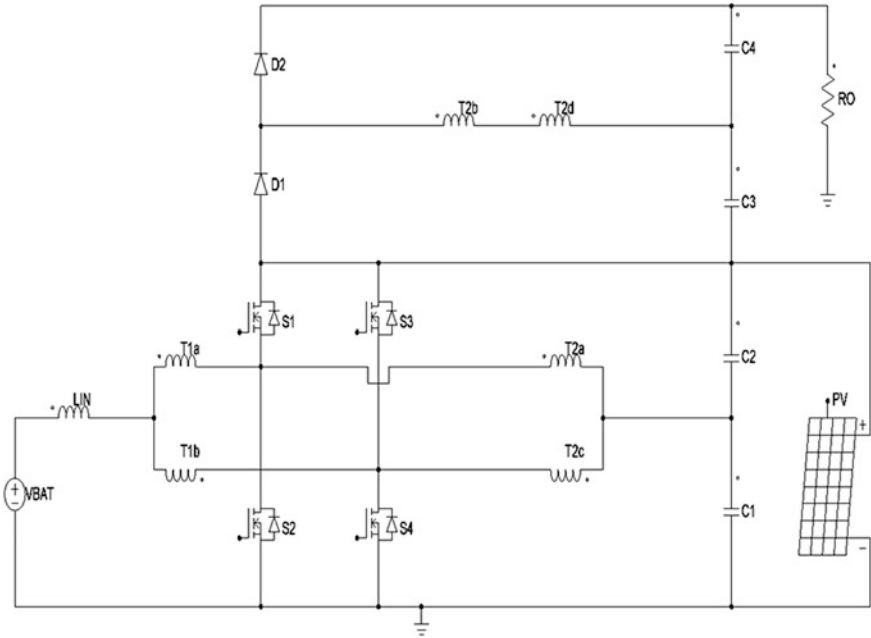 C4
D2
RO
T2b
T2d
D1
C3
S1
S3
T1a
T2a
C2
LIN
PV
+
T1b
T2c
+
-
VBAT
S2
S4
C1
-